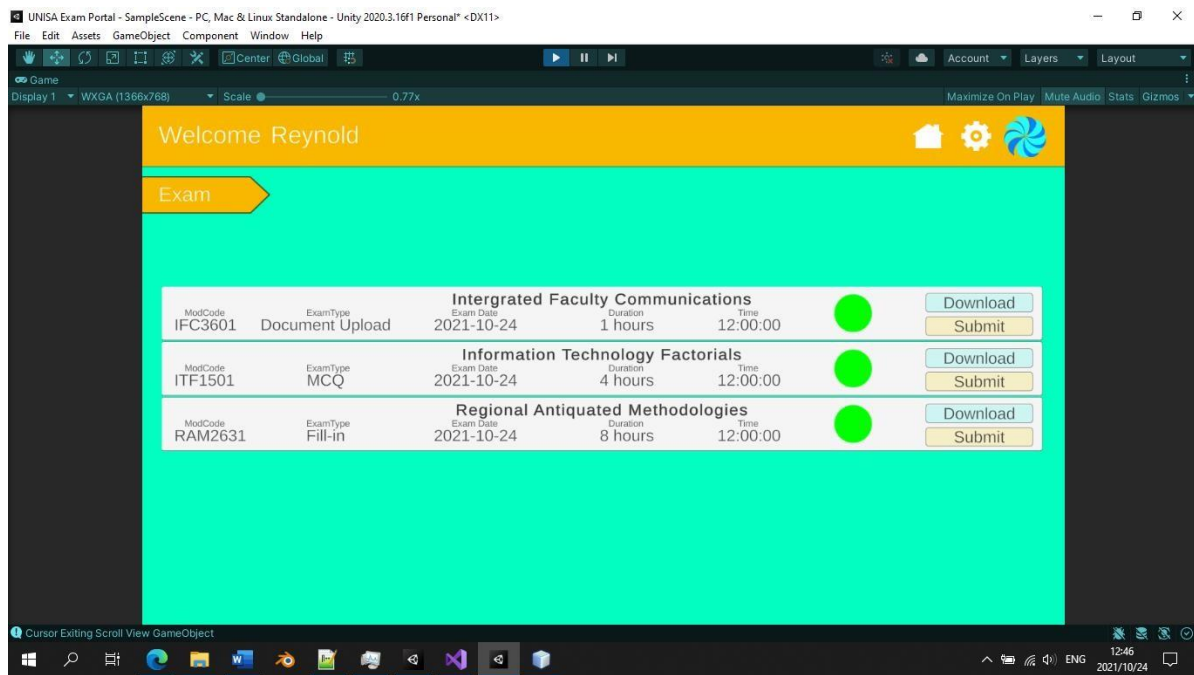 UNISA Exam Portal - SampleScene - PC, Mac & Linux Standalone - Unity 2020.3.16f1 Personal* <DX11>
File Edit Assets GameObject Component Window Help
Center Global Account Layers Layout
Game
Display 1 WXGA (1366x768) Scale 0.77x Maximize On Play Mute Audio Stats Gizmos
Welcome Reynold
Exam
Intergrated Faculty Communications
ModCode ExamType Exam Date Duration Time
IFC3601 Document Upload 2021-10-24 1 hours 12:00:00
Download
Submit
Information Technology Factorials
ModCode ExamType Exam Date Duration Time
ITF1501 MCQ 2021-10-24 4 hours 12:00:00
Download
Submit
Regional Antiquated Methodologies
ModCode ExamType Exam Date Duration Time
RAM2631 Fill-in 2021-10-24 8 hours 12:00:00
Download
Submit
Cursor Exiting Scroll View GameObject
ENG
12:46
2021/10/24